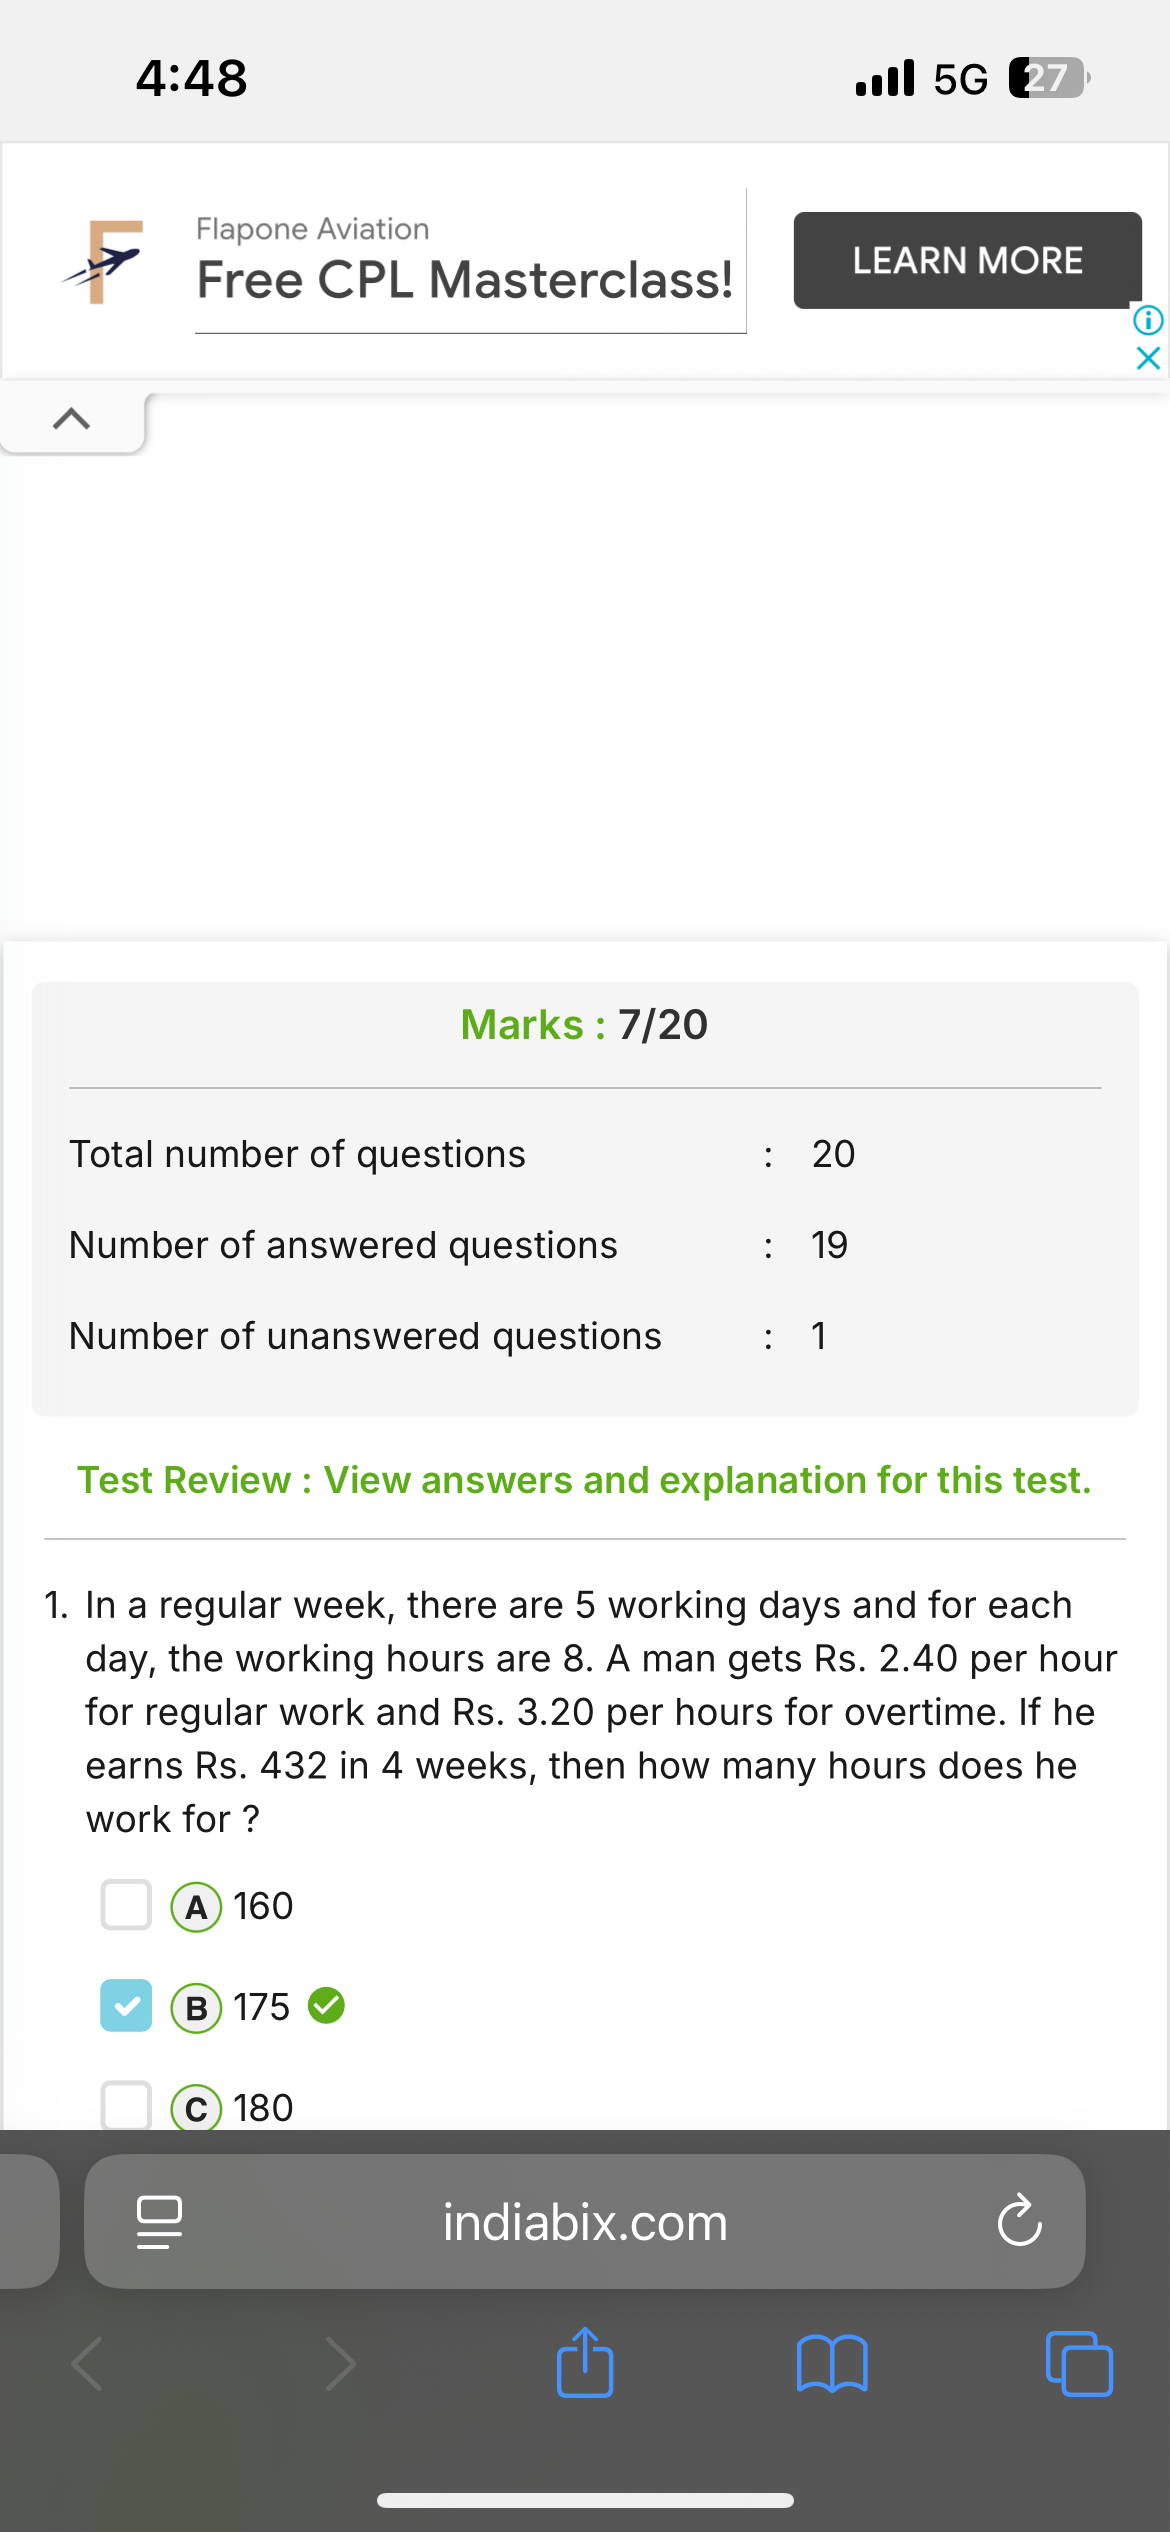 4:48
5G 27
Flapone Aviation
Free CPL Masterclass!
LEARN MORE
Marks : 7/20
Total number of questions : 20
Number of answered questions : 19
Number of unanswered questions : 1
Test Review : View answers and explanation for this test.
1. In a regular week, there are 5 working days and for each
day, the working hours are 8. A man gets Rs. 2.40 per hour
for regular work and Rs. 3.20 per hours for overtime. If he
earns Rs. 432 in 4 weeks, then how many hours does he
work for ?
A 160
B 175
C 180
indiabix.com